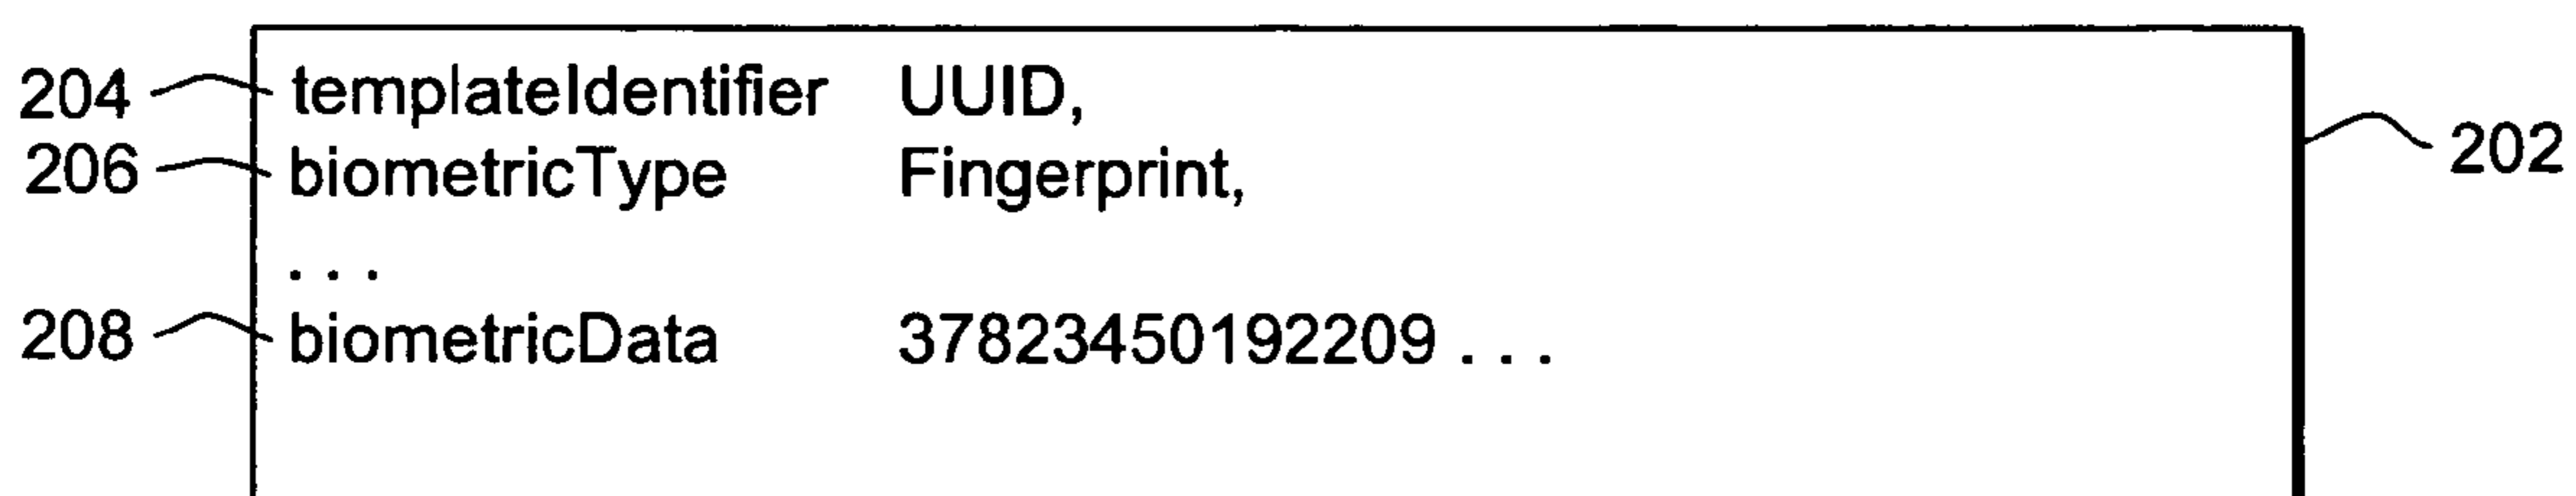 204 templateIdentifier UUID,
202
206 biometricType Fingerprint,
. . .
208 biometricData 37823450192209 . . .